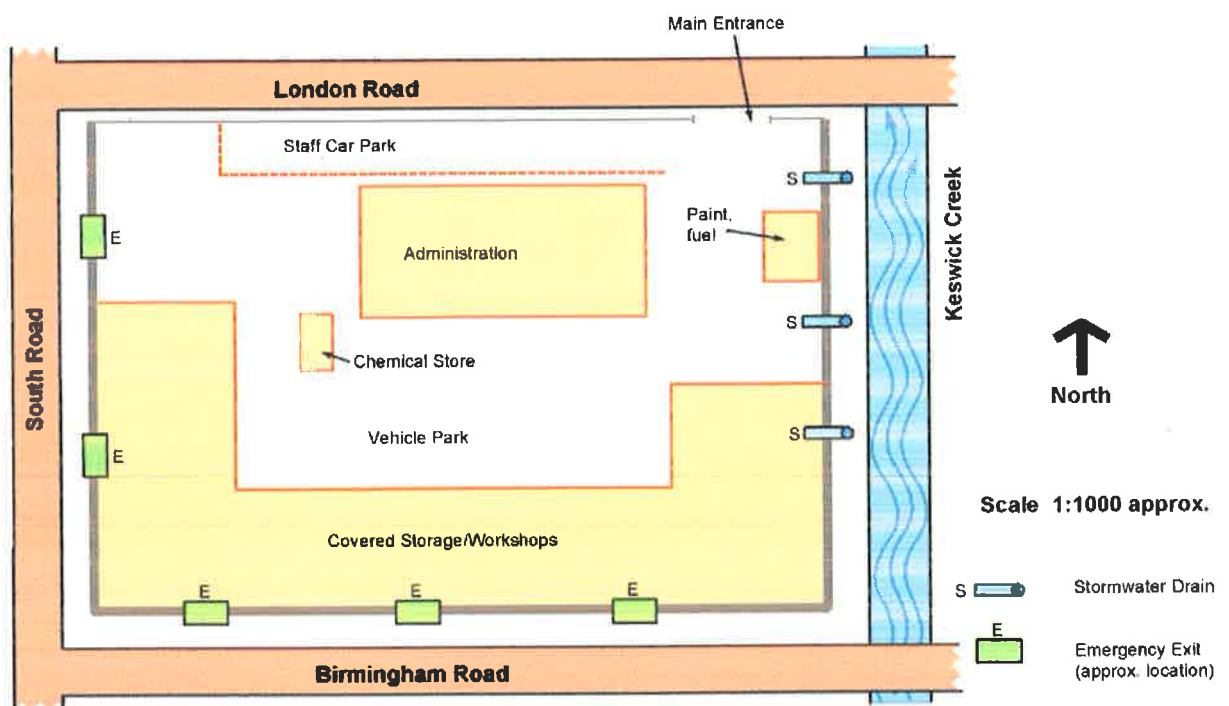 Main Entrance
London Road
Staff Car Park
S
Paint,
fuel
E
Administration
Keswick Creek
S
Chemical Store
South Road
North
Vehicle Park
S
E
Scale 1:1000 approx.
Covered Storage/Workshops
S
Stormwater Drain
E
E
E
E
Emergency Exit
(approx. location)
Birmingham Road